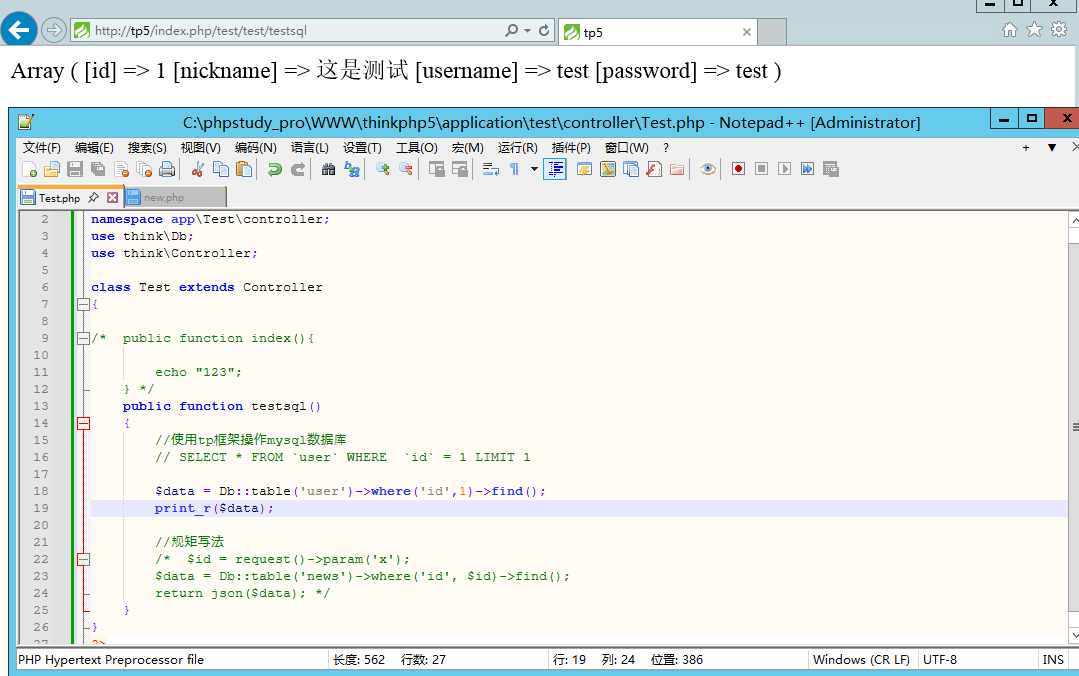 http://tp5/index.php/test/test/testsql
tp5
Array ( [id] => 1 [nickname] => 这是测试 [username] => test [password] => test )
C:\phpstudy_pro\WWW\thinkphp5\application\test\controller\Test.php - Notepad++ [Administrator]
文件(F) 编辑(E) 搜索(S) 视图(V) 编码(N) 语言(L) 设置(T) 工具(O) 宏(M) 运行(R) 插件(P) 窗口(W) ?
Test.php new.php
2 namespace app\Test\controller;
3 use think\Db;
4 use think\Controller;
5
6 class Test extends Controller
7 {
8
9 /* public function index(){
10
11 echo "123";
12 } */
13 public function testsql()
14 {
15 //使用tp框架操作mysql数据库
16 // SELECT * FROM `user` WHERE `id` = 1 LIMIT 1
17
18 $data = Db::table('user')->where('id',1)->find();
19 print_r($data);
20
21 //规矩写法
22 /* $id = request()->param('x');
23 $data = Db::table('news')->where('id', $id)->find();
24 return json($data); */
25 }
26 }
27 ?>
PHP Hypertext Preprocessor file 长度: 562 行数: 27 行: 19 列: 24 位置: 386 Windows (CR LF) UTF-8 INS